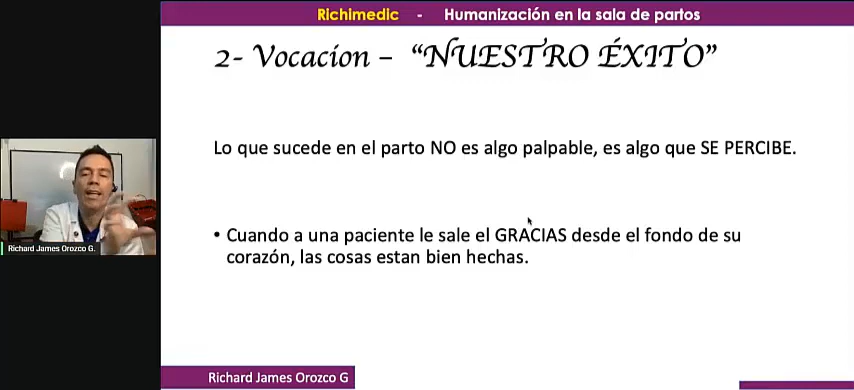 Richimedic - Humanización en la sala de partos
2- Vocacion – “NUESTRO ÉXITO”
Lo que sucede en el parto NO es algo palpable, es algo que SE PERCIBE.
• Cuando a una paciente le sale el GRACIAS desde el fondo de su
corazón, las cosas estan bien hechas.
Richard James Orozco G.
Richard James Orozco G